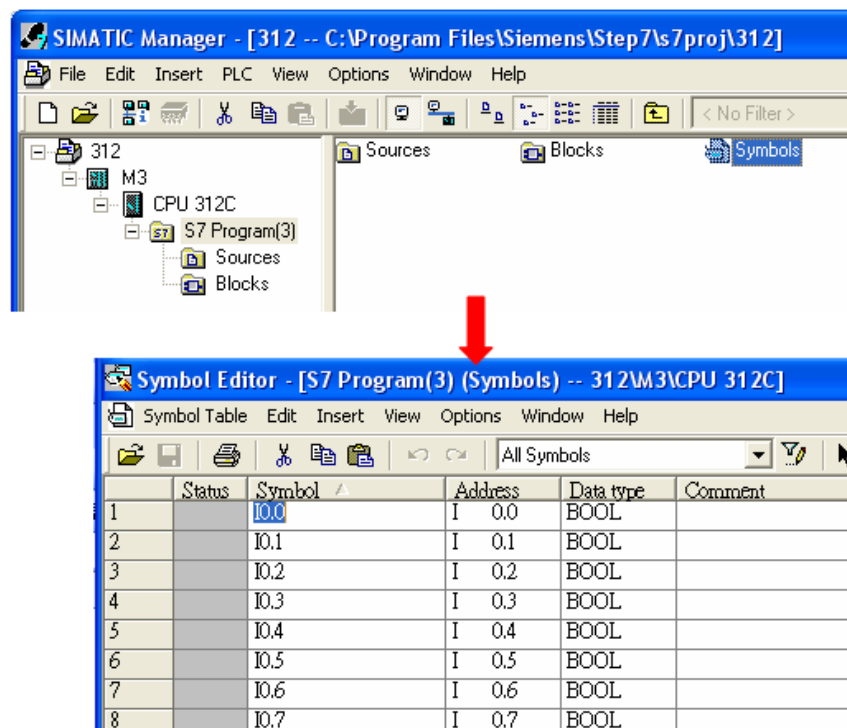 SIMATIC Manager - [312 -- C:\Program Files\Siemens\Step7\s7proj\312]
File Edit Insert PLC View Options Window Help
< No Filter >
312
M3
CPU 312C
S7 Program(3)
Sources
Blocks
Sources Blocks Symbols
Symbol Editor - [S7 Program(3) (Symbols) -- 312\M3\CPU 312C]
Symbol Table Edit Insert View Options Window Help
All Symbols
Status Symbol Address Data type Comment
1 I0.0 I 0.0 BOOL
2 I0.1 I 0.1 BOOL
3 I0.2 I 0.2 BOOL
4 I0.3 I 0.3 BOOL
5 I0.4 I 0.4 BOOL
6 I0.5 I 0.5 BOOL
7 I0.6 I 0.6 BOOL
8 I0.7 I 0.7 BOOL